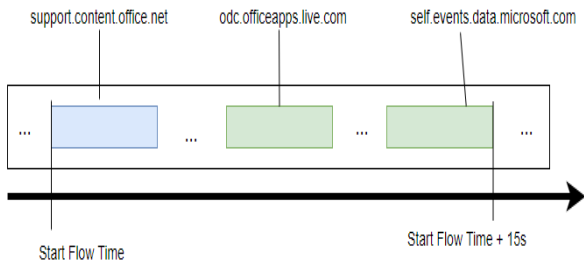 support.content.office.net
odc.officeapps.live.com
self.events.data.microsoft.com
...
...
...
...
Start Flow Time
Start Flow Time + 15s